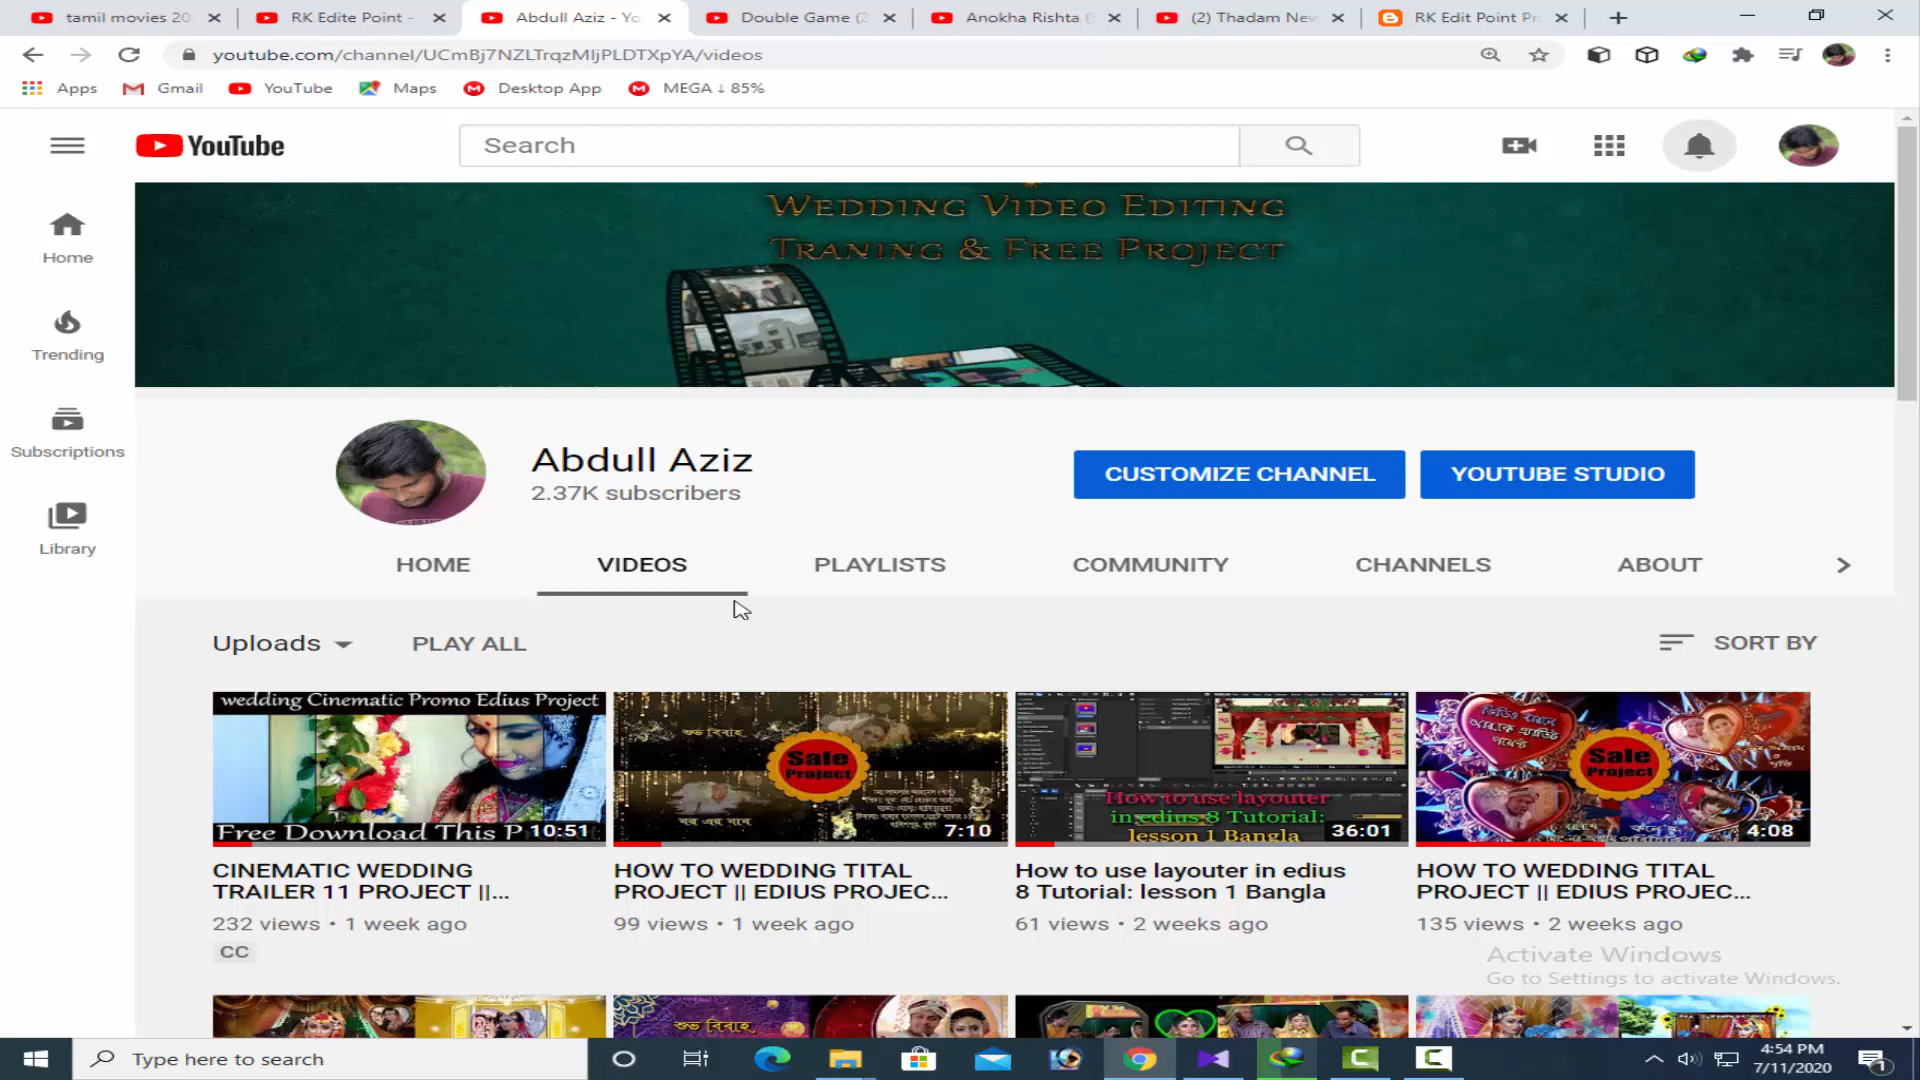 tamil movies 20
RK Edite Point -
Abdull Aziz - Yo
Double Game (2
Anokha Rishta (
(2) Thadam New
RK Edit Point Pr
youtube.com/channel/UCmBj7NZLTrqzMIjPLDTXpYA/videos
Apps
Gmail
YouTube
Maps
Desktop App
MEGA ↓ 85%
YouTube
Search
WEDDING VIDEO EDITING
TRANING & FREE PROJECT
Home
Trending
Subscriptions
Library
Abdull Aziz
2.37K subscribers
CUSTOMIZE CHANNEL
YOUTUBE STUDIO
HOME
VIDEOS
PLAYLISTS
COMMUNITY
CHANNELS
ABOUT
Uploads
PLAY ALL
SORT BY
wedding Cinematic Promo Edius Project
Free Download This P
10:51
শুভ বিবাহ
Sale
Project
বর এর নাম
7:10
How to use layouter
in edius 8 Tutorial:
lesson 1 Bangla
36:01
Sale
Project
4:08
CINEMATIC WEDDING
TRAILER 11 PROJECT ||...
232 views • 1 week ago
CC
HOW TO WEDDING TITAL
PROJECT || EDIUS PROJEC...
99 views • 1 week ago
How to use layouter in edius
8 Tutorial: lesson 1 Bangla
61 views • 2 weeks ago
HOW TO WEDDING TITAL
PROJECT || EDIUS PROJEC...
135 views • 2 weeks ago
Activate Windows
Go to Settings to activate Windows.
শুভ বিবাহ
Type here to search
4:54 PM
7/11/2020
1